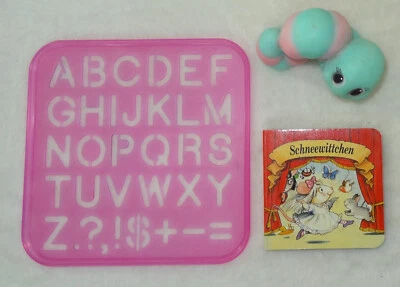 ABCDEF
GHIJKLM
NOPQRS
TUVWXY
Z?,!$+-=
Schneewittchen